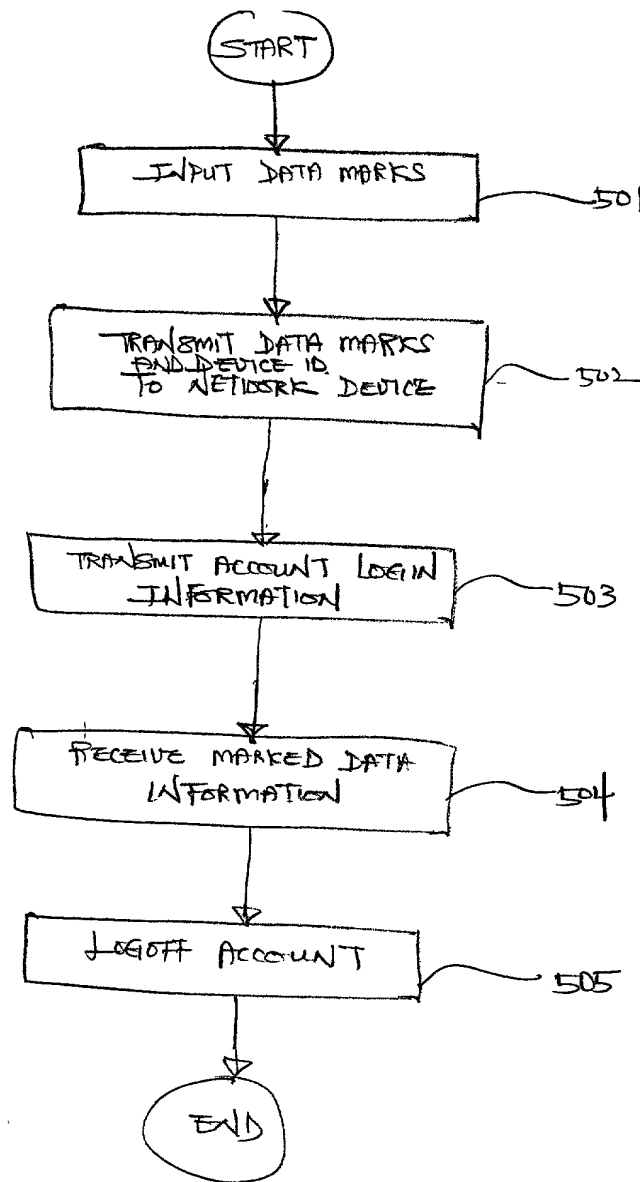 START
INPUT DATA MARKS
501
TRANSMIT DATA MARKS
AND DEVICE ID
TO NETWORK DEVICE
502
TRANSMIT ACCOUNT LOGIN
INFORMATION
503
RECEIVE MARKED DATA
INFORMATION
504
LOGOFF ACCOUNT
505
END